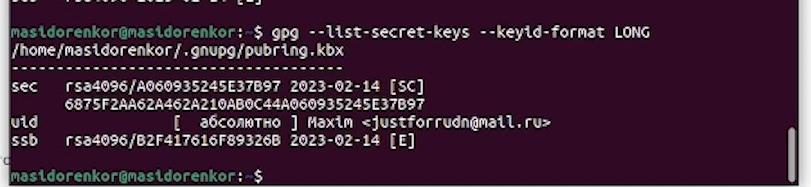 masidorenkor@masidorenkor:~$ gpg --list-secret-keys --keyid-format LONG
/home/masidorenkor/.gnupg/pubring.kbx
-------------------------------------
sec   rsa4096/A060935245E37B97 2023-02-14 [SC]
      6875F2AA62A462A210AB0C44A060935245E37B97
uid              [  абсолютно ] Maxim <justforrudn@mail.ru>
ssb   rsa4096/B2F417616F89326B 2023-02-14 [E]
masidorenkor@masidorenkor:~$